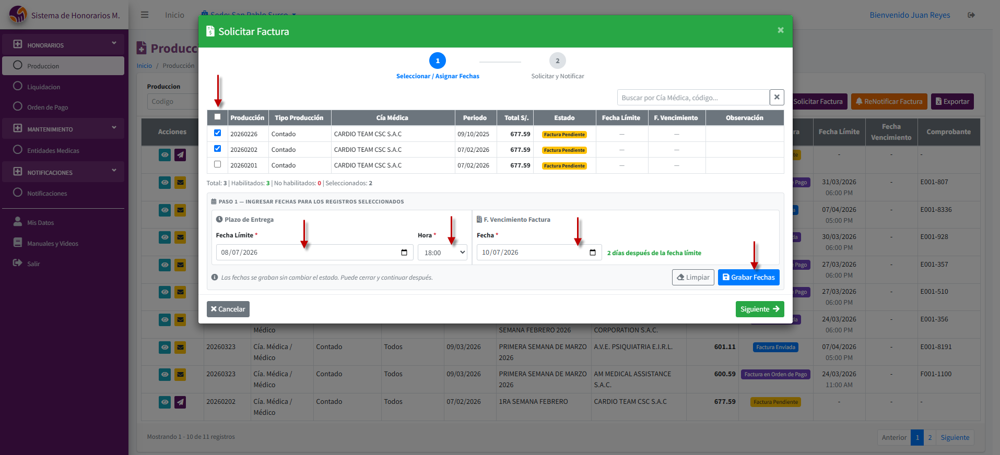 Sistema de Honorarios M.
Inicio
Sede: San Pablo Surco
Bienvenido Juan Reyes
HONORARIOS
Produccion
Liquidacion
Orden de Pago
MANTENIMIENTO
Entidades Medicas
NOTIFICACIONES
Notificaciones
Mis Datos
Manuales y Videos
Salir
Inicio / Producción
Produccion
Codigo
Solicitar Factura
ReNotificar Factura
Exportar
Solicitar Factura
×
1
2
Seleccionar / Asignar Fechas
Solicitar y Notificar
Buscar por Cía Médica, código...
Producción Tipo Producción Cía Médica Periodo Total S/. Estado Fecha Límite F. Vencimiento Observación
20260226 Contado CARDIO TEAM CSC S.A.C 09/10/2025 677.59 Factura Pendiente — —
20260202 Contado CARDIO TEAM CSC S.A.C 07/02/2026 677.59 Factura Pendiente — —
20260201 Contado CARDIO TEAM CSC S.A.C 07/02/2026 677.59 Factura Pendiente — —
Total: 3 | Habilitados: 3 | No habilitados: 0 | Seleccionados: 2
PASO 1 — INGRESAR FECHAS PARA LOS REGISTROS SELECCIONADOS
Plazo de Entrega
F. Vencimiento Factura
Fecha Límite *
Hora *
Fecha *
08/07/2026
18:00
10/07/2026
2 días después de la fecha límite
Las fechas se graban sin cambiar el estado. Puede cerrar y continuar después.
Limpiar
Grabar Fechas
Cancelar
Siguiente
Acciones
Fecha Límite
Fecha Vencimiento
Comprobante
- - -
Pago 31/03/2026 06:00 PM - E001-807
07/04/2026 05:00 PM - E001-8336
30/03/2026 06:00 PM - E001-928
Pago 27/03/2026 06:00 PM - E001-357
Pago 27/03/2026 06:00 PM - E001-510
24/03/2026 06:00 PM - E001-356
Médico SEMANA FEBRERO 2026 CORPORATION S.A.C.
20260323 Cía. Médica / Médico Contado Todos 09/03/2026 PRIMERA SEMANA DE MARZO 2026 A.V.E. PSIQUIATRIA E.I.R.L. 601.11 Factura Enviada 07/04/2026 05:00 PM - E001-8191
20260323 Cía. Médica / Médico Contado Todos 09/03/2026 PRIMERA SEMANA DE MARZO 2026 AM MEDICAL ASSISTANCE S.A.C. 600.59 Factura en Orden de Pago 24/03/2026 11:00 AM - F001-1100
20260202 Cía. Médica / Médico Contado Todos 07/02/2026 1RA SEMANA FEBRERO CARDIO TEAM CSC S.A.C 677.59 Factura Pendiente - - -
Mostrando 1 - 10 de 11 registros
Anterior 1 2 Siguiente